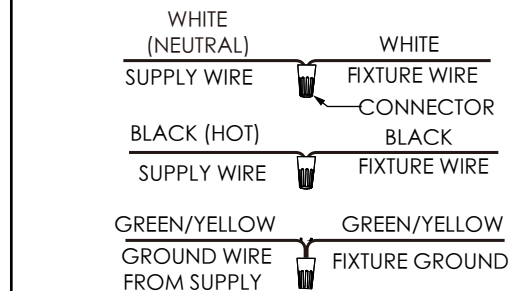 WHITE
(NEUTRAL) WHITE
SUPPLY WIRE FIXTURE WIRE
CONNECTOR
BLACK (HOT) BLACK
SUPPLY WIRE FIXTURE WIRE
GREEN/YELLOW GREEN/YELLOW
GROUND WIRE FIXTURE GROUND
FROM SUPPLY